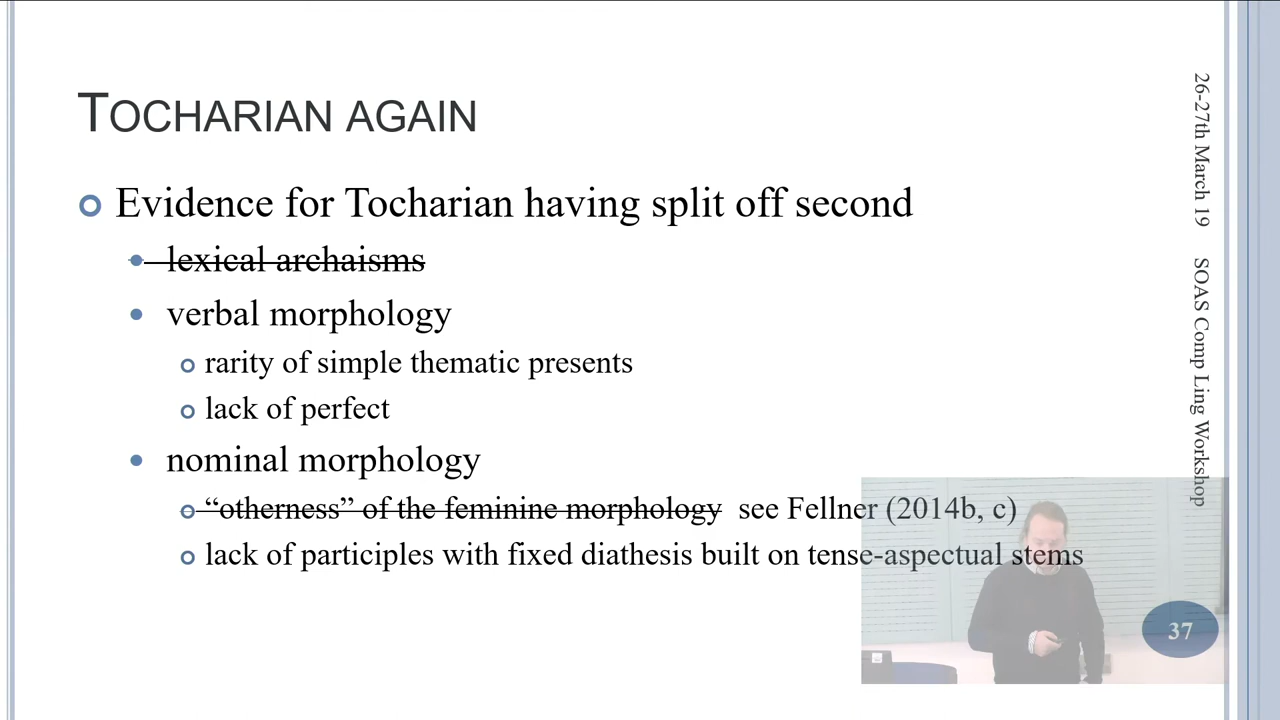 TOCHARIAN AGAIN
Evidence for Tocharian having split off second
lexical archaisms
verbal morphology
rarity of simple thematic presents
lack of perfect
nominal morphology
“otherness” of the feminine morphology see Fellner (2014b, c)
lack of participles with fixed diathesis built on tense-aspectual stems
26-27th March 19 SOAS Comp Ling Workshop
37